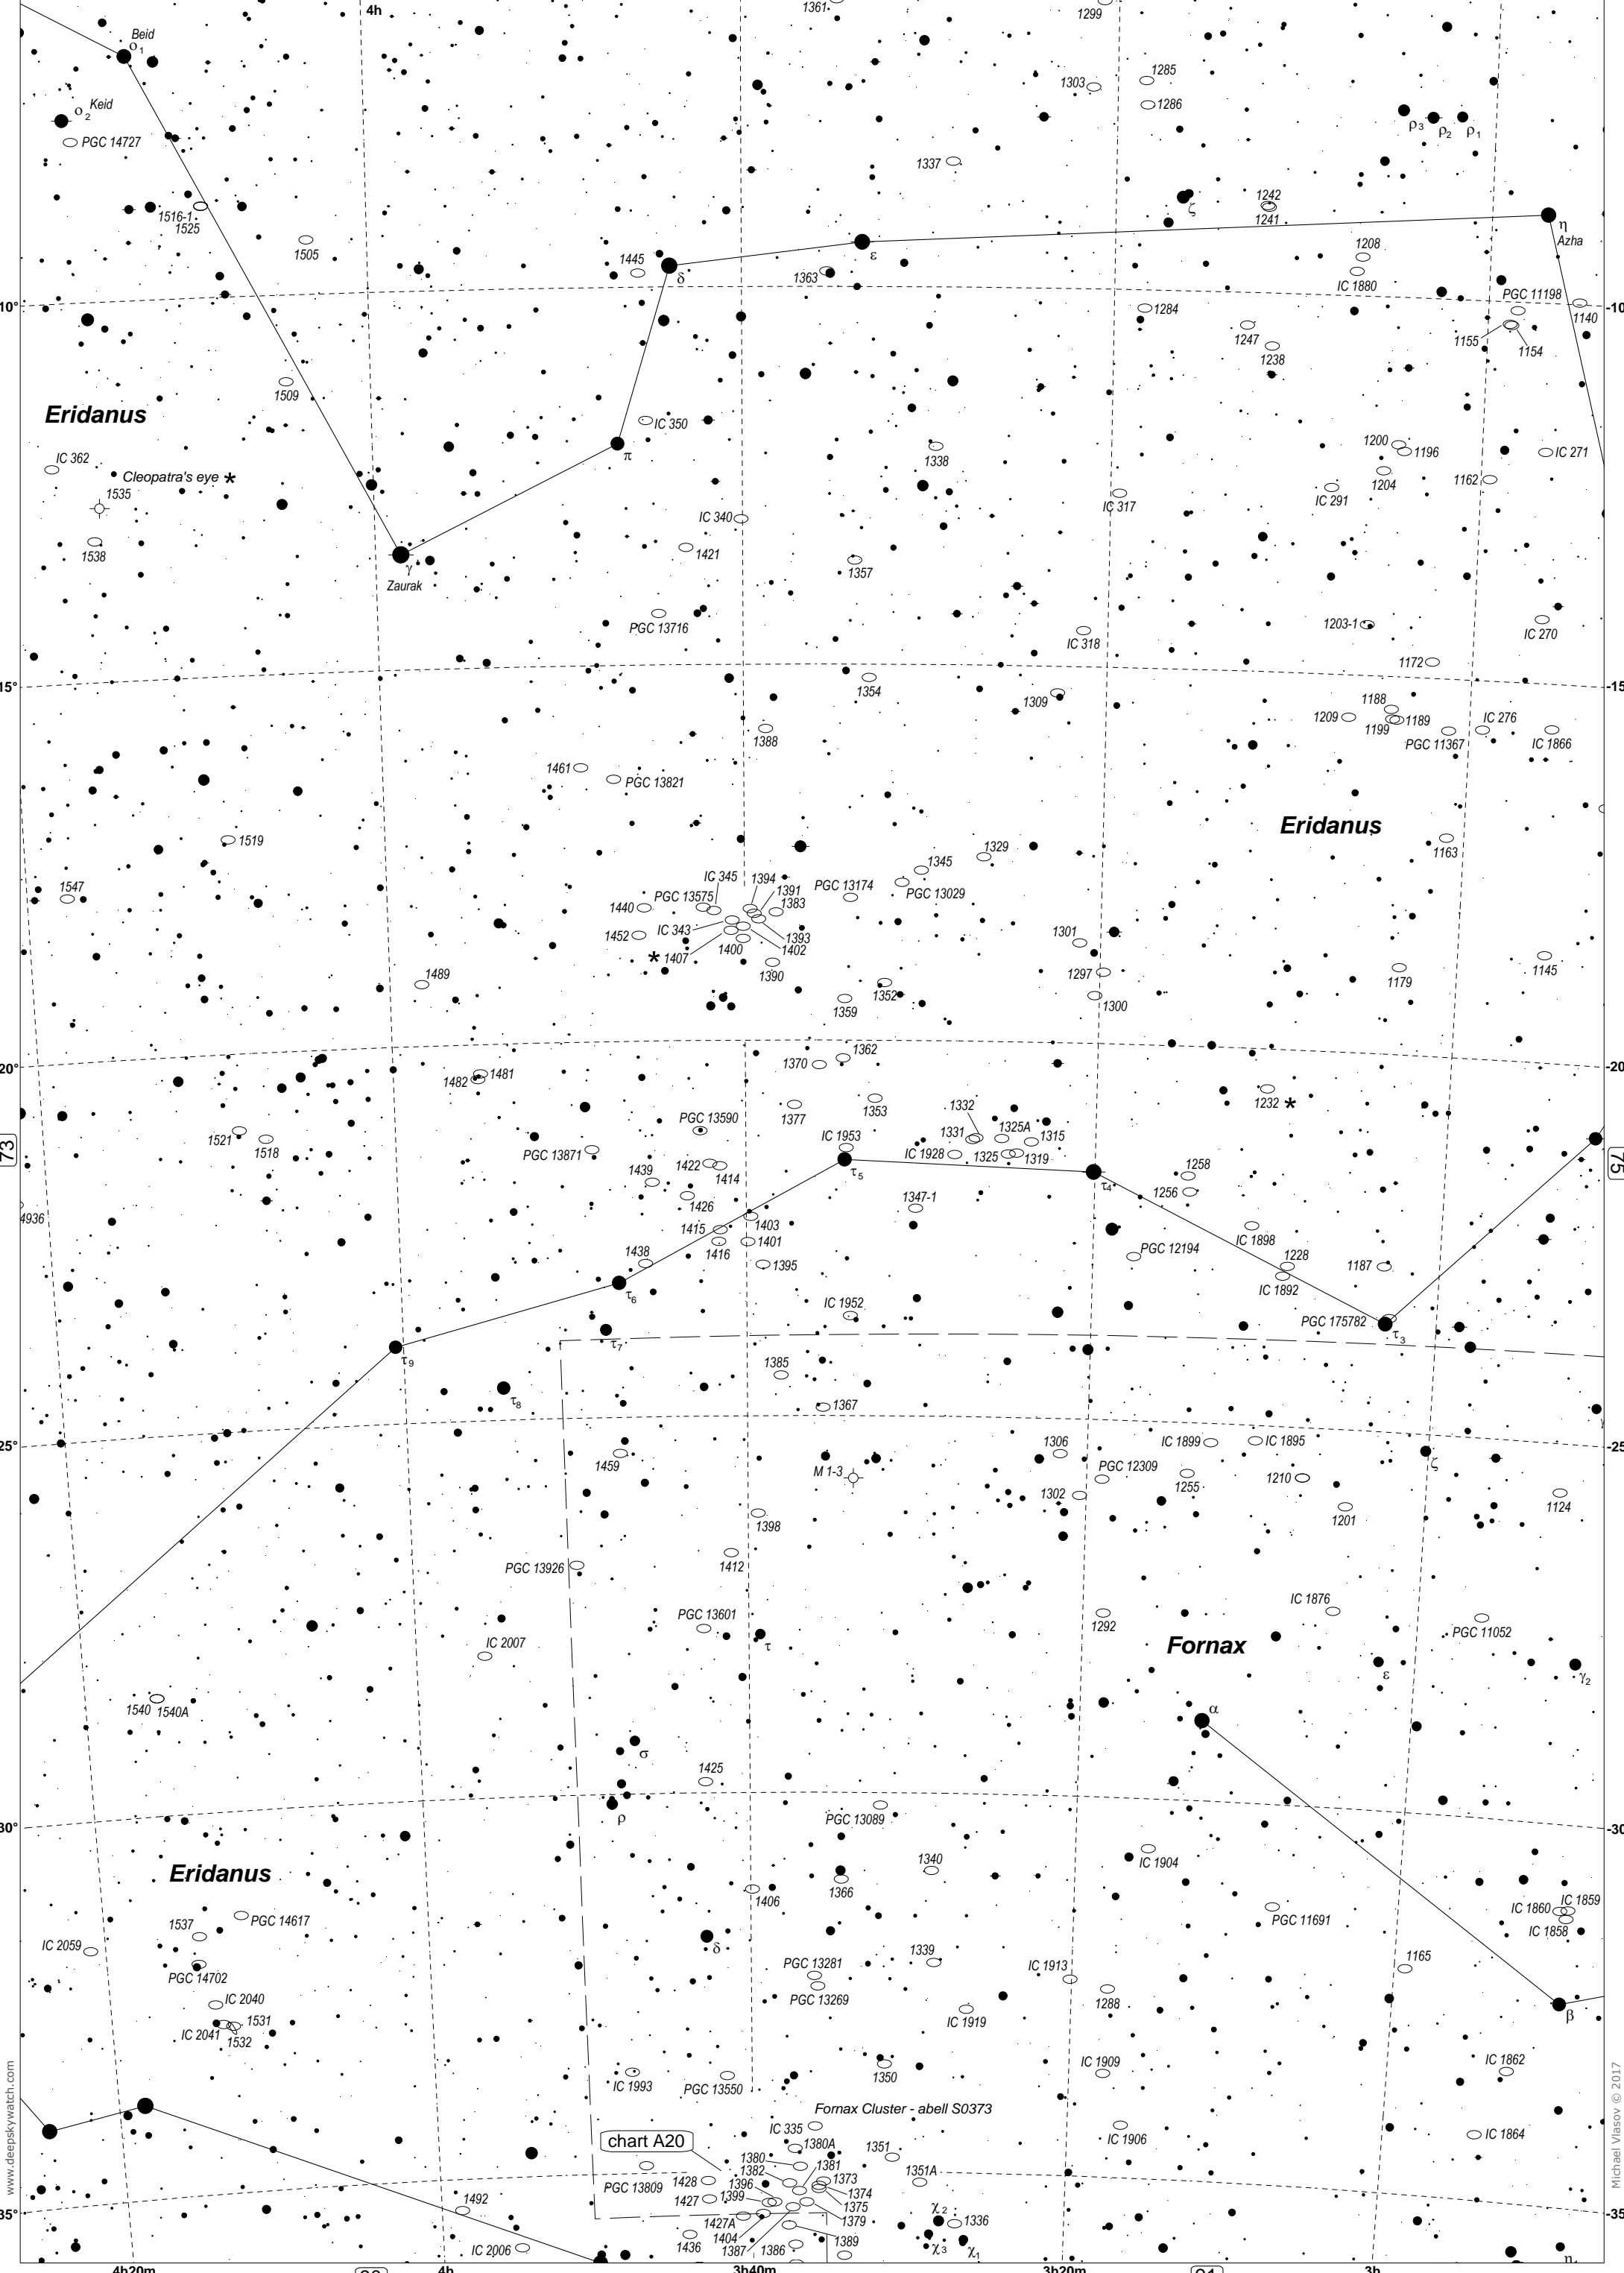 4h
1361
1299
Beid
ο1
Keid
ο2
PGC 14727
1285
1303
1286
ρ3
ρ2
ρ1
1337
1516-1
1525
1505
ζ
1242
1241
η
Azha
1445
δ
ε
1363
1208
IC 1880
PGC 11198
10°
-10
1284
1140
1247
1238
1155
1154
1509
Eridanus
IC 350
π
1338
1200
1196
1204
IC 271
1162
IC 362
Cleopatra's eye *
1535
IC 291
IC 317
IC 340
1538
1421
1357
γ
Zaurak
PGC 13716
IC 318
1203-1
IC 270
1172
15°
-15
1354
1309
1188
1209
1199
1189
IC 276
PGC 11367
IC 1866
1388
1461
PGC 13821
Eridanus
1519
1163
1329
1345
1547
IC 345
1394
PGC 13575
1391
PGC 13174
PGC 13029
1440
1383
IC 343
1393
1452
1400
1402
* 1407
1390
1301
1297
1179
1145
1489
1352
1359
1300
1362
20°
-20
1370
1482
1481
1377
1353
1232 *
PGC 13590
1332
1325A
1521
1518
IC 1953
1331
1315
73
75
PGC 13871
IC 1928
1325
1319
τ5
τ4
1439
1422
1414
1258
1256
1426
1347-1
4936
1415
1403
1416
1401
IC 1898
1438
1395
PGC 12194
1228
1187
IC 1892
τ6
IC 1952
PGC 175782
τ3
τ7
τ9
1385
τ8
1367
25°
-25
1459
M 1-3
1306
IC 1899
IC 1895
ζ
PGC 12309
1255
1210
1302
1201
1124
1398
1412
PGC 13926
IC 1876
PGC 13601
τ
1292
PGC 11052
IC 2007
Fornax
ε
γ2
1540
1540A
α
σ
1425
PGC 13089
ρ
30°
-30
1340
IC 1904
Eridanus
1366
1406
IC 1859
IC 1860
IC 1858
PGC 14617
PGC 11691
1537
IC 2059
δ
PGC 14702
PGC 13281
1339
IC 1913
1165
PGC 13269
1288
IC 2040
IC 1919
β
IC 2041
1531
1532
IC 1993
PGC 13550
1350
IC 1909
IC 1862
Fornax Cluster - abell S0373
IC 335
IC 1906
IC 1864
chart A20
1380A
1351
1380
1381
1382
1351A
PGC 13809
1428
1396
1373
1374
1427
1399
1375
1492
1427A
1379
35°
-35
1404
χ2
1336
IC 2006
1436
1387
1386
1389
χ3
χ1
η
4h20m
4h
3h40m
3h20m
3h
www.deepskywatch.com
Michael Vlasov © 2017